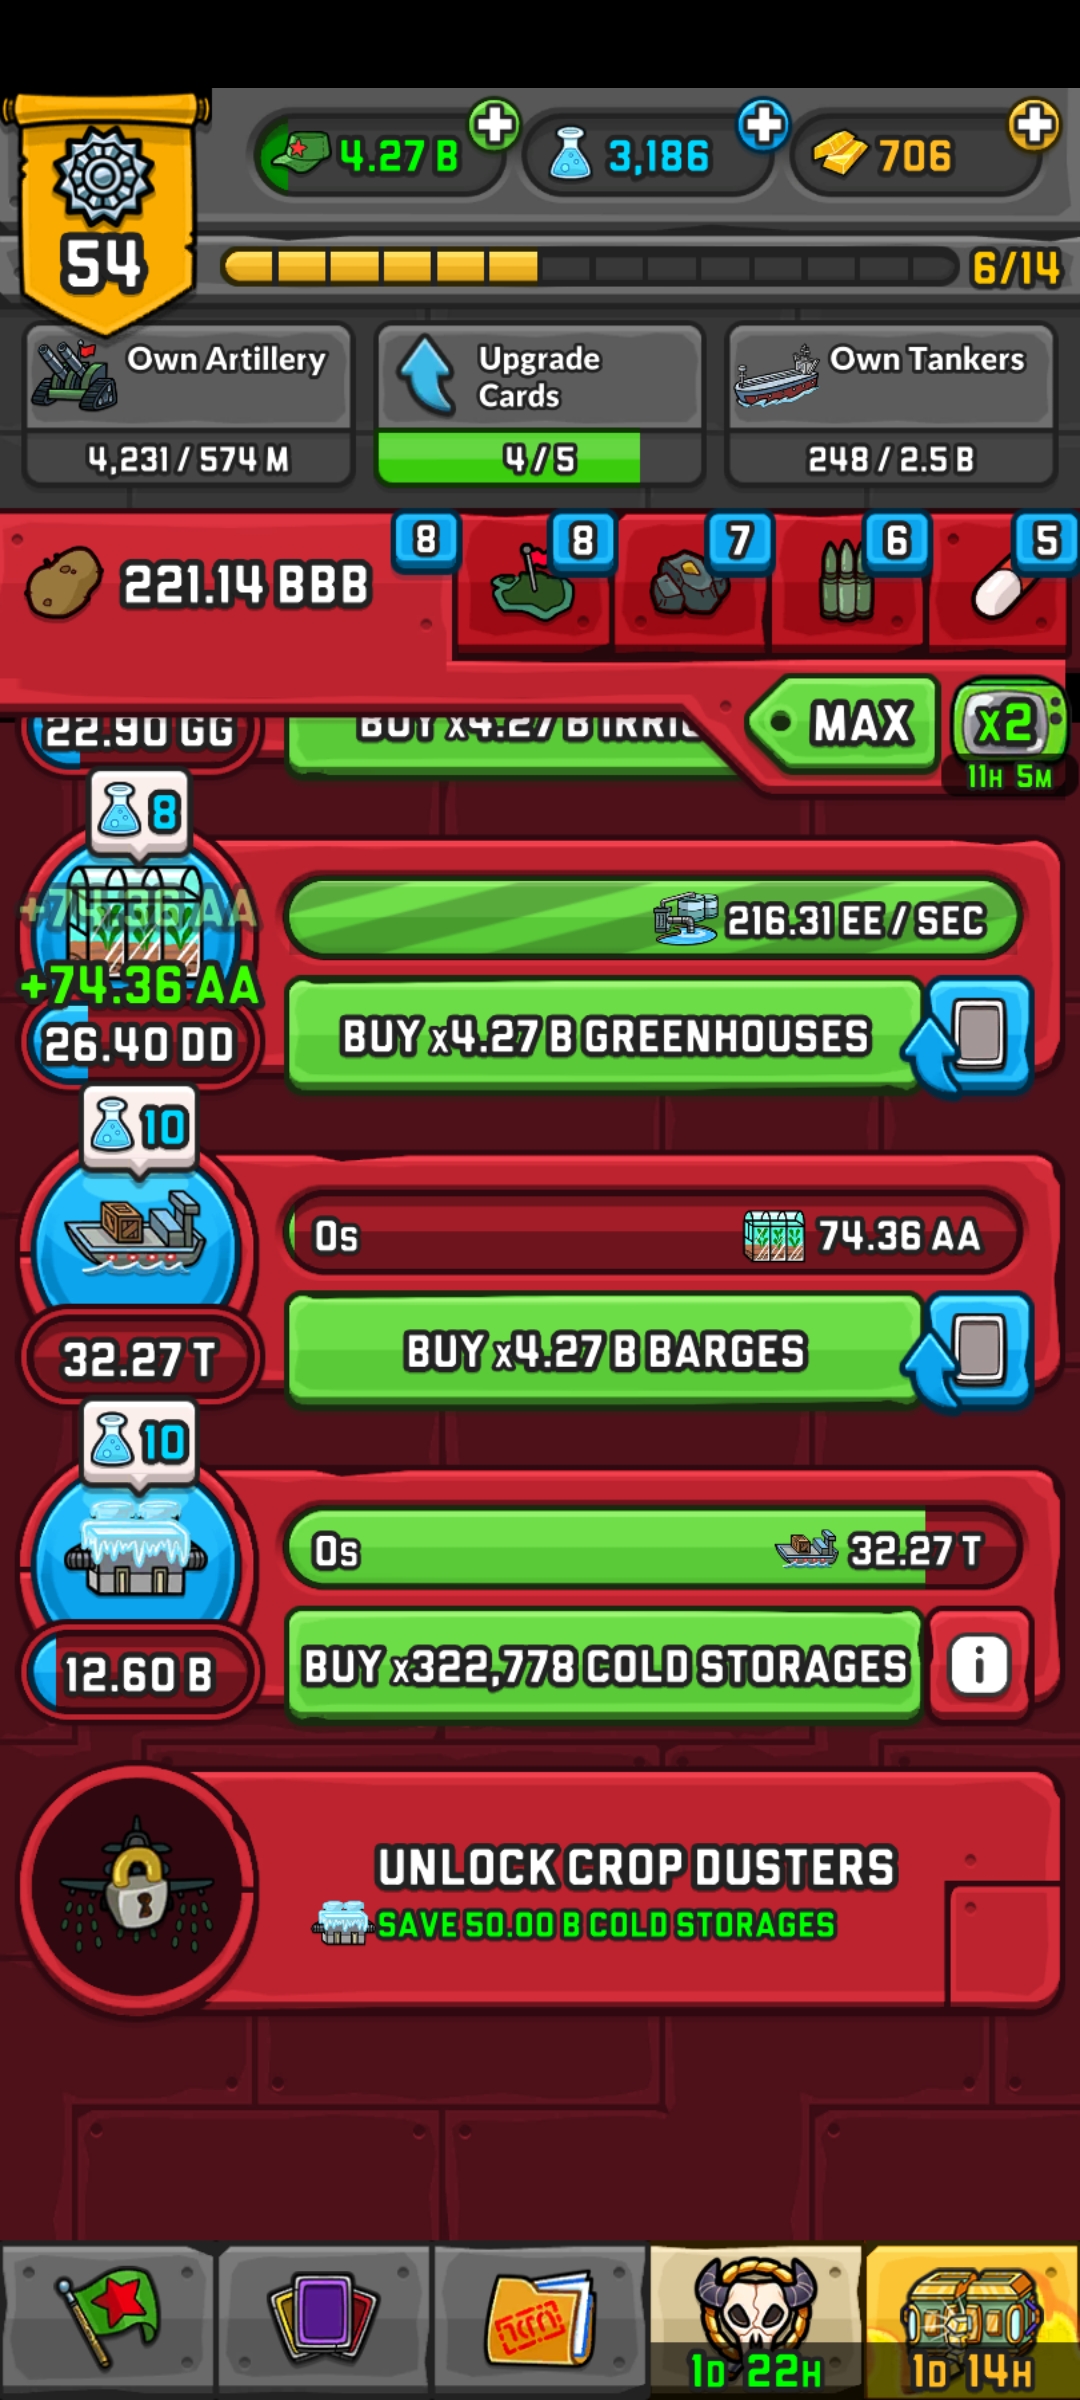 4.27 B
3,186
706
54
6/14
Own Artillery
Upgrade
Cards
Own Tankers
4,231 / 574 M
4 / 5
248 / 2.5 B
8
8
7
6
5
221.14 BBB
MAX
x2
11H 5M
22.90 GG
BUY x4.27 B
8
+74.36 AA
216.31 EE / SEC
+74.36 AA
26.40 DD
BUY x4.27 B GREENHOUSES
10
0s
74.36 AA
32.27 T
BUY x4.27 B BARGES
10
0s
32.27 T
12.60 B
BUY x322,778 COLD STORAGES
i
UNLOCK CROP DUSTERS
SAVE 50.00 B COLD STORAGES
1D 22H
1D 14H